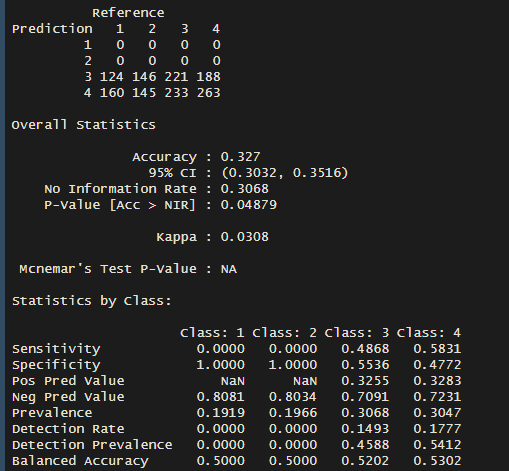 Reference
Prediction 1 2 3 4
1 0 0 0 0
2 0 0 0 0
3 124 146 221 188
4 160 145 233 263
Overall Statistics
Accuracy : 0.327
95% CI : (0.3032, 0.3516)
No Information Rate : 0.3068
P-Value [Acc > NIR] : 0.04879
Kappa : 0.0308
Mcnemar's Test P-Value : NA
Statistics by Class:
Class: 1 Class: 2 Class: 3 Class: 4
Sensitivity 0.0000 0.0000 0.4868 0.5831
Specificity 1.0000 1.0000 0.5536 0.4772
Pos Pred Value NaN NaN 0.3255 0.3283
Neg Pred Value 0.8081 0.8034 0.7091 0.7231
Prevalence 0.1919 0.1966 0.3068 0.3047
Detection Rate 0.0000 0.0000 0.1493 0.1777
Detection Prevalence 0.0000 0.0000 0.4588 0.5412
Balanced Accuracy 0.5000 0.5000 0.5202 0.5302